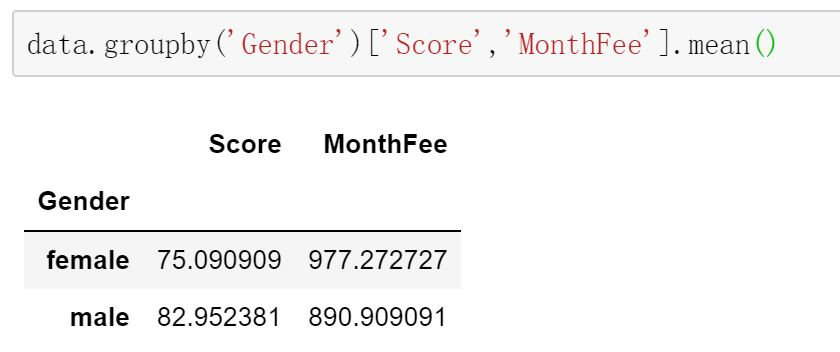 data.groupby('Gender')['Score','MonthFee'].mean()
Score MonthFee
Gender
female 75.090909 977.272727
male 82.952381 890.909091